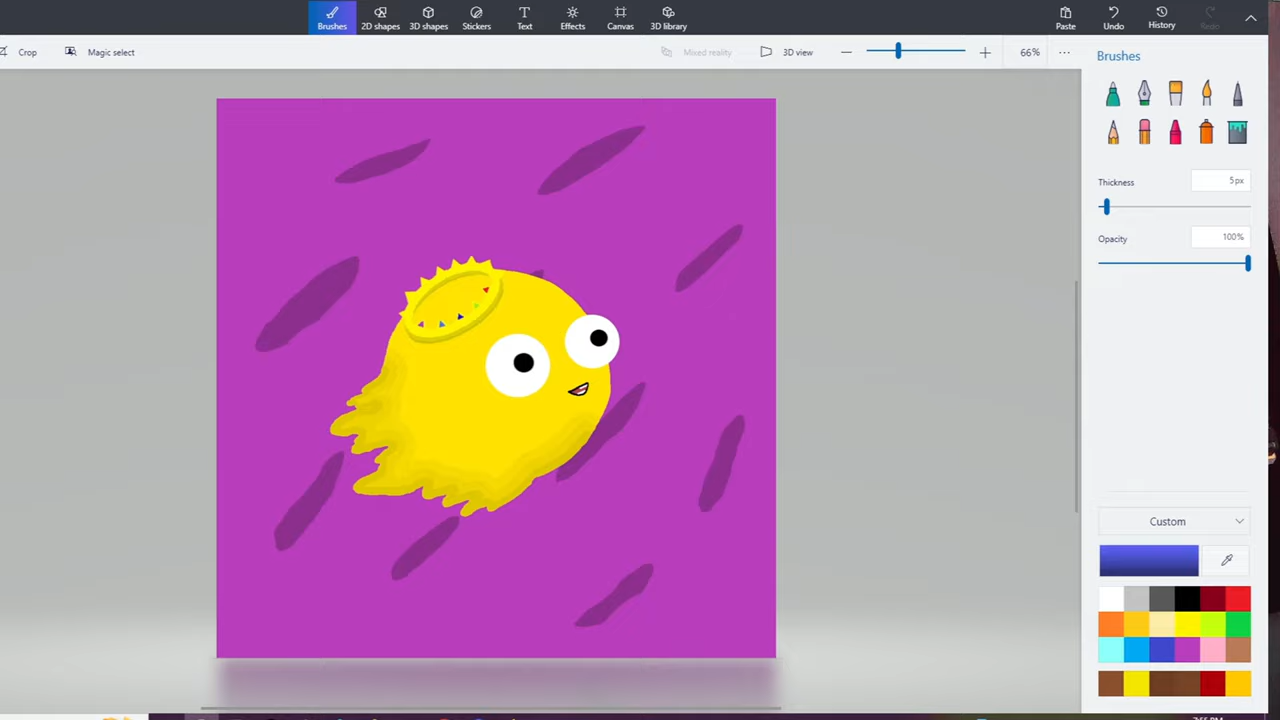 Brushes 2D shapes 3D shapes Stickers Text Effects Canvas 3D library Paste Undo History Redo
Crop Magic select Mixed reality 3D view 66%
Brushes
Thickness 5px
Opacity 100%
Custom